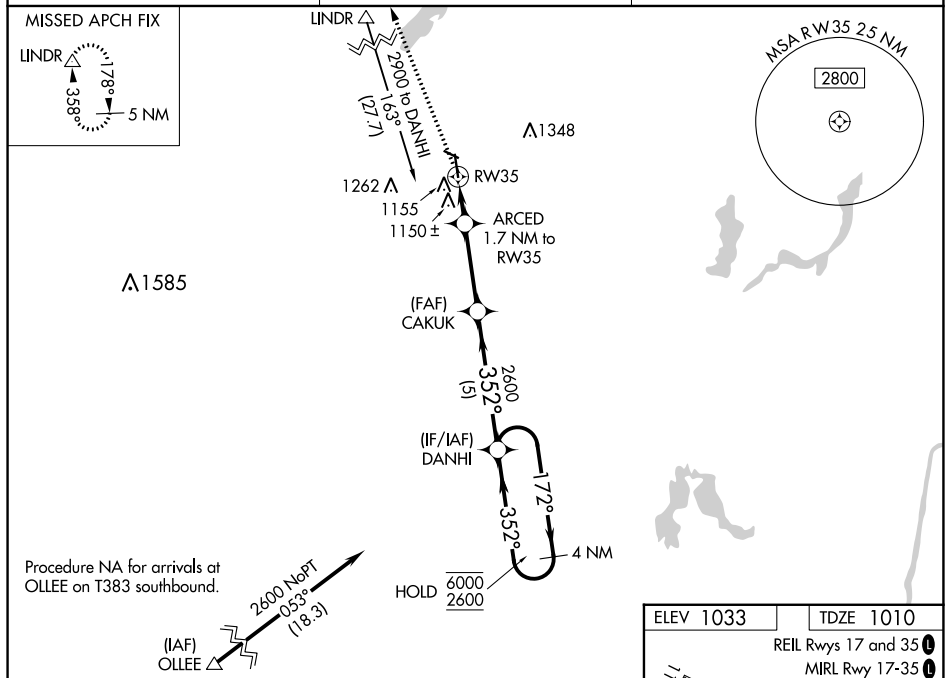 MISSED APCH FIX
LINDR
178°
358°
5 NM
LINDR
2900 to DANHI
163°
(27.7)
1348
MSA RW35 25 NM
2800
RW35
1262
1155
1150 ±
ARCED
1.7 NM to
RW35
1585
(FAF)
CAKUK
2600
352°
(5)
(IF/IAF)
DANHI
172°
352°
4 NM
HOLD
6000
2600
Procedure NA for arrivals at
OLLEE on T383 southbound.
2600 NoPT
053°
(18.3)
(IAF)
OLLEE
ELEV 1033
TDZE 1010
REIL Rwys 17 and 35 L
MIRL Rwy 17-35 L